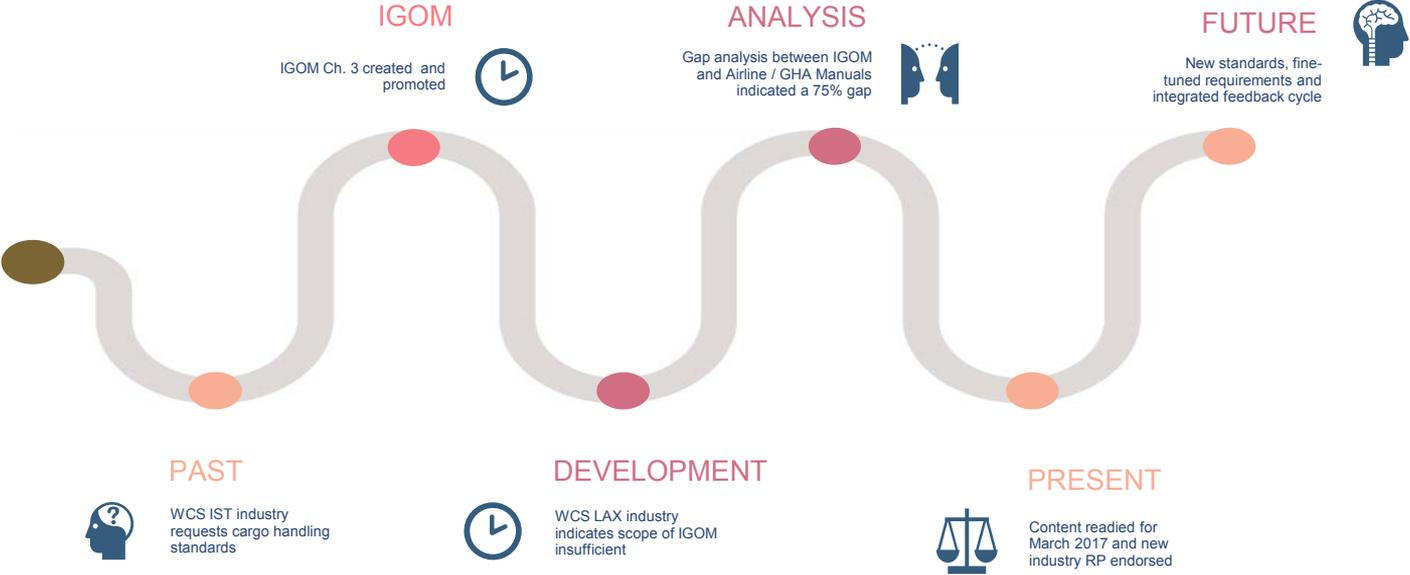 IGOM
IGOM Ch. 3 created and
promoted
ANALYSIS
Gap analysis between IGOM
and Airline / GHA Manuals
indicated a 75% gap
FUTURE
New standards, fine-
tuned requirements and
integrated feedback cycle
PAST
?
WCS IST industry
requests cargo handling
standards
DEVELOPMENT
WCS LAX industry
indicates scope of IGOM
insufficient
PRESENT
Content readied for
March 2017 and new
industry RP endorsed